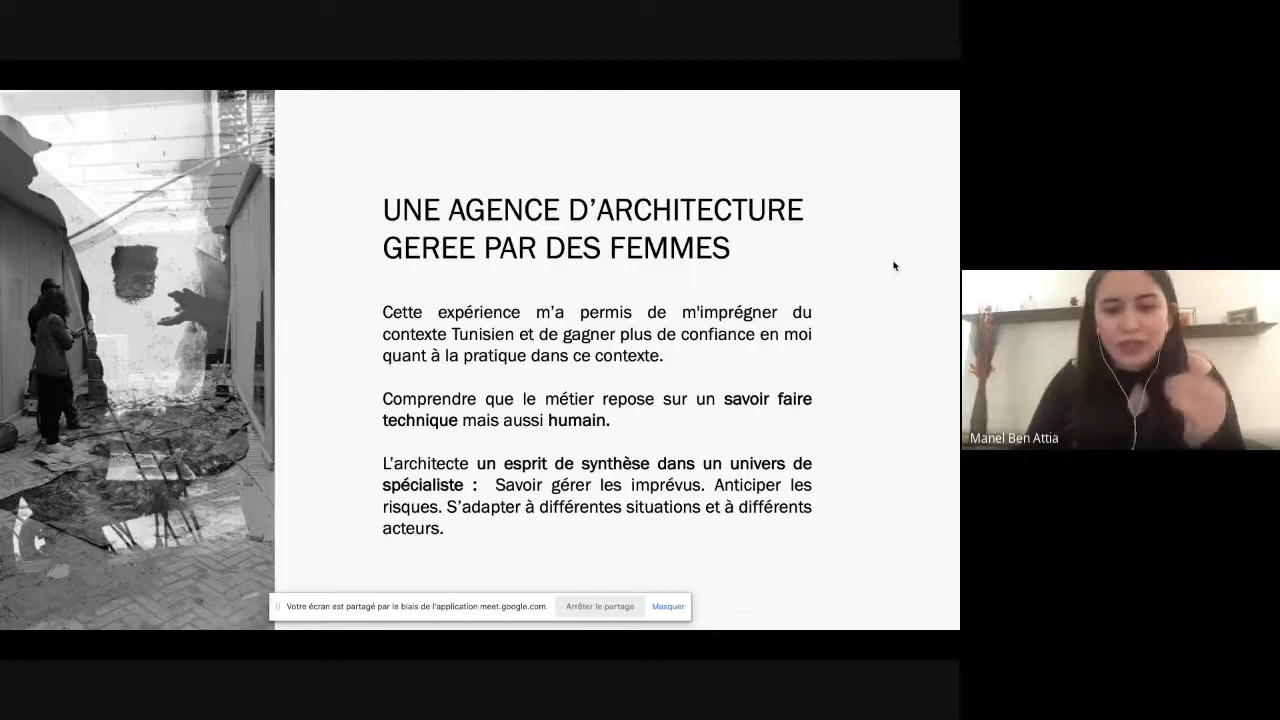 UNE AGENCE D’ARCHITECTURE
GEREE PAR DES FEMMES
Cette expérience m’a permis de m'imprégner du
contexte Tunisien et de gagner plus de confiance en moi
quant à la pratique dans ce contexte.
Comprendre que le métier repose sur un savoir faire
technique mais aussi humain.
L’architecte un esprit de synthèse dans un univers de
spécialiste : Savoir gérer les imprévus. Anticiper les
risques. S’adapter à différentes situations et à différents
acteurs.
Manel Ben Attia
Votre écran est partagé par le biais de l'application meet.google.com. Arrêter le partage Masquer